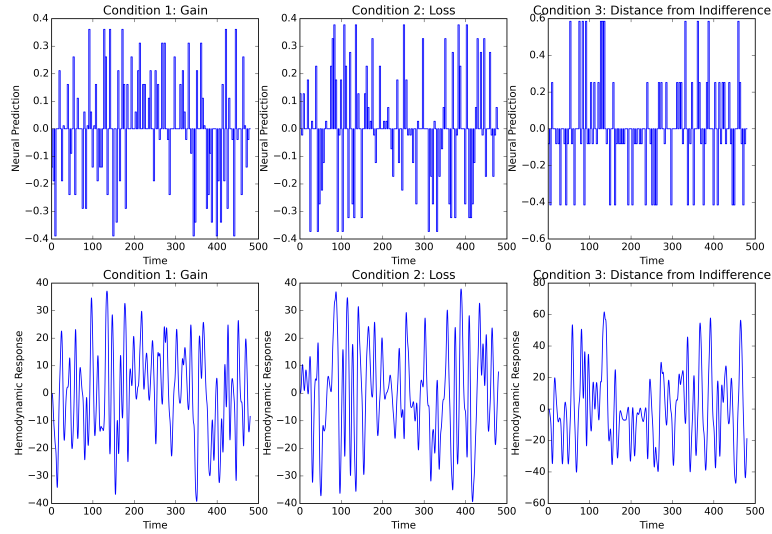 Condition 1: Gain
Condition 2: Loss
Condition 3: Distance from Indifference
Neural Prediction
0.4
0.3
0.2
0.1
0.0
−0.1
−0.2
−0.3
−0.4
0 100 200 300 400 500
Time
Neural Prediction
0.4
0.3
0.2
0.1
0.0
−0.1
−0.2
−0.3
−0.4
0 100 200 300 400 500
Time
Neural Prediction
0.6
0.4
0.2
0.0
−0.2
−0.4
−0.6
0 100 200 300 400 500
Time
Condition 1: Gain
Condition 2: Loss
Condition 3: Distance from Indifference
Hemodynamic Response
40
30
20
10
0
−10
−20
−30
−40
0 100 200 300 400 500
Time
Hemodynamic Response
40
30
20
10
0
−10
−20
−30
−40
0 100 200 300 400 500
Time
Hemodynamic Response
80
60
40
20
0
−20
−40
−60
0 100 200 300 400 500
Time